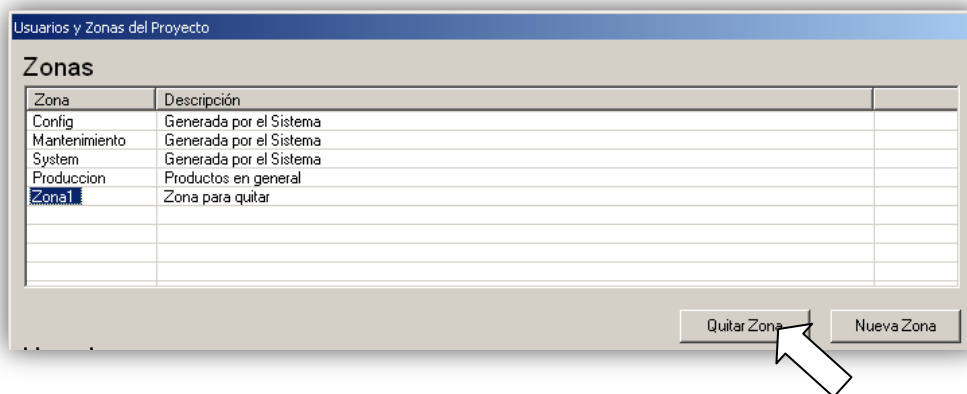 Usuarios y Zonas del Proyecto
Zonas
Zona Descripción
Config Generada por el Sistema
Mantenimiento Generada por el Sistema
System Generada por el Sistema
Produccion Productos en general
Zona1 Zona para quitar
Quitar Zona Nueva Zona